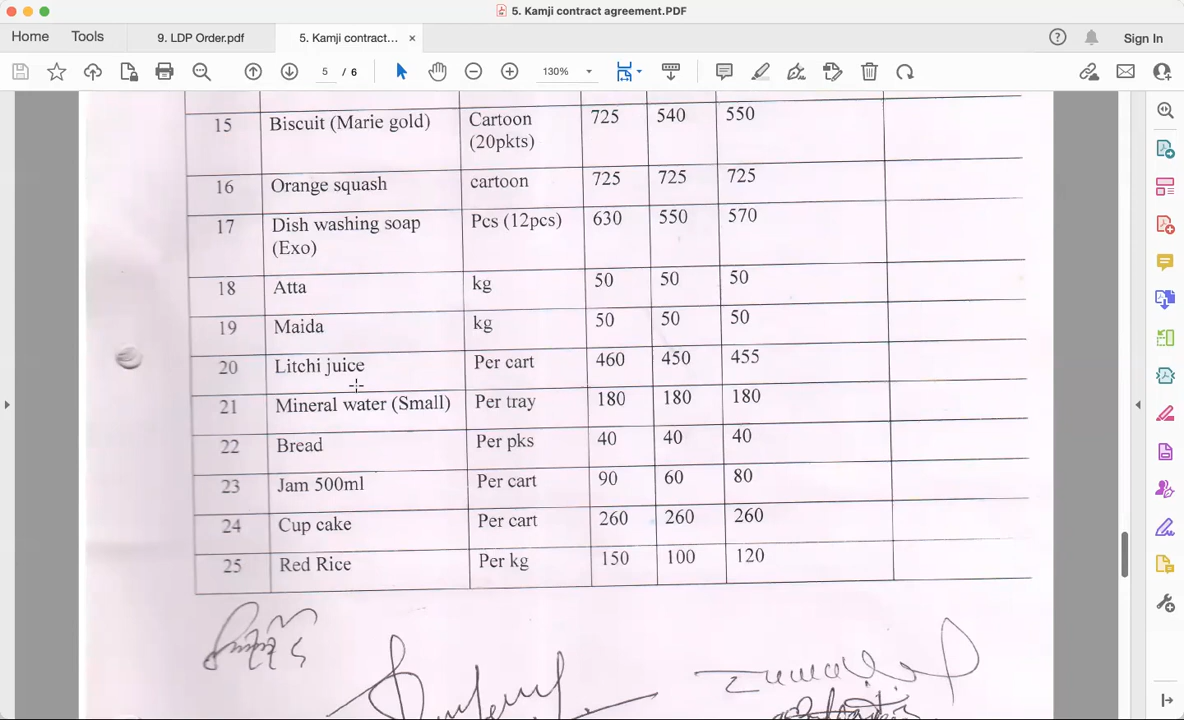 5. Kamji contract agreement.PDF
Home Tools 9. LDP Order.pdf 5. Kamji contract... × Sign In
5 / 6 130%
15 Biscuit (Marie gold) Cartoon 725 540 550
(20pkts)
16 Orange squash cartoon 725 725 725
17 Dish washing soap Pcs (12pcs) 630 550 570
(Exo)
18 Atta kg 50 50 50
19 Maida kg 50 50 50
20 Litchi juice Per cart 460 450 455
21 Mineral water (Small) Per tray 180 180 180
22 Bread Per pks 40 40 40
23 Jam 500ml Per cart 90 60 80
24 Cup cake Per cart 260 260 260
25 Red Rice Per kg 150 100 120